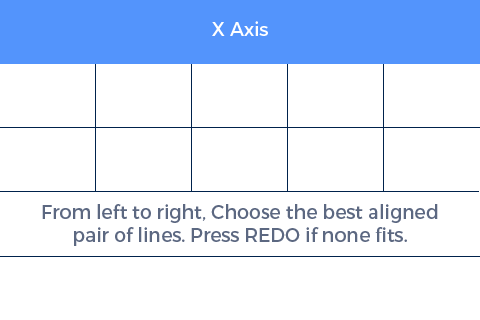 X Axis
From left to right, Choose the best aligned
pair of lines. Press REDO if none fits.